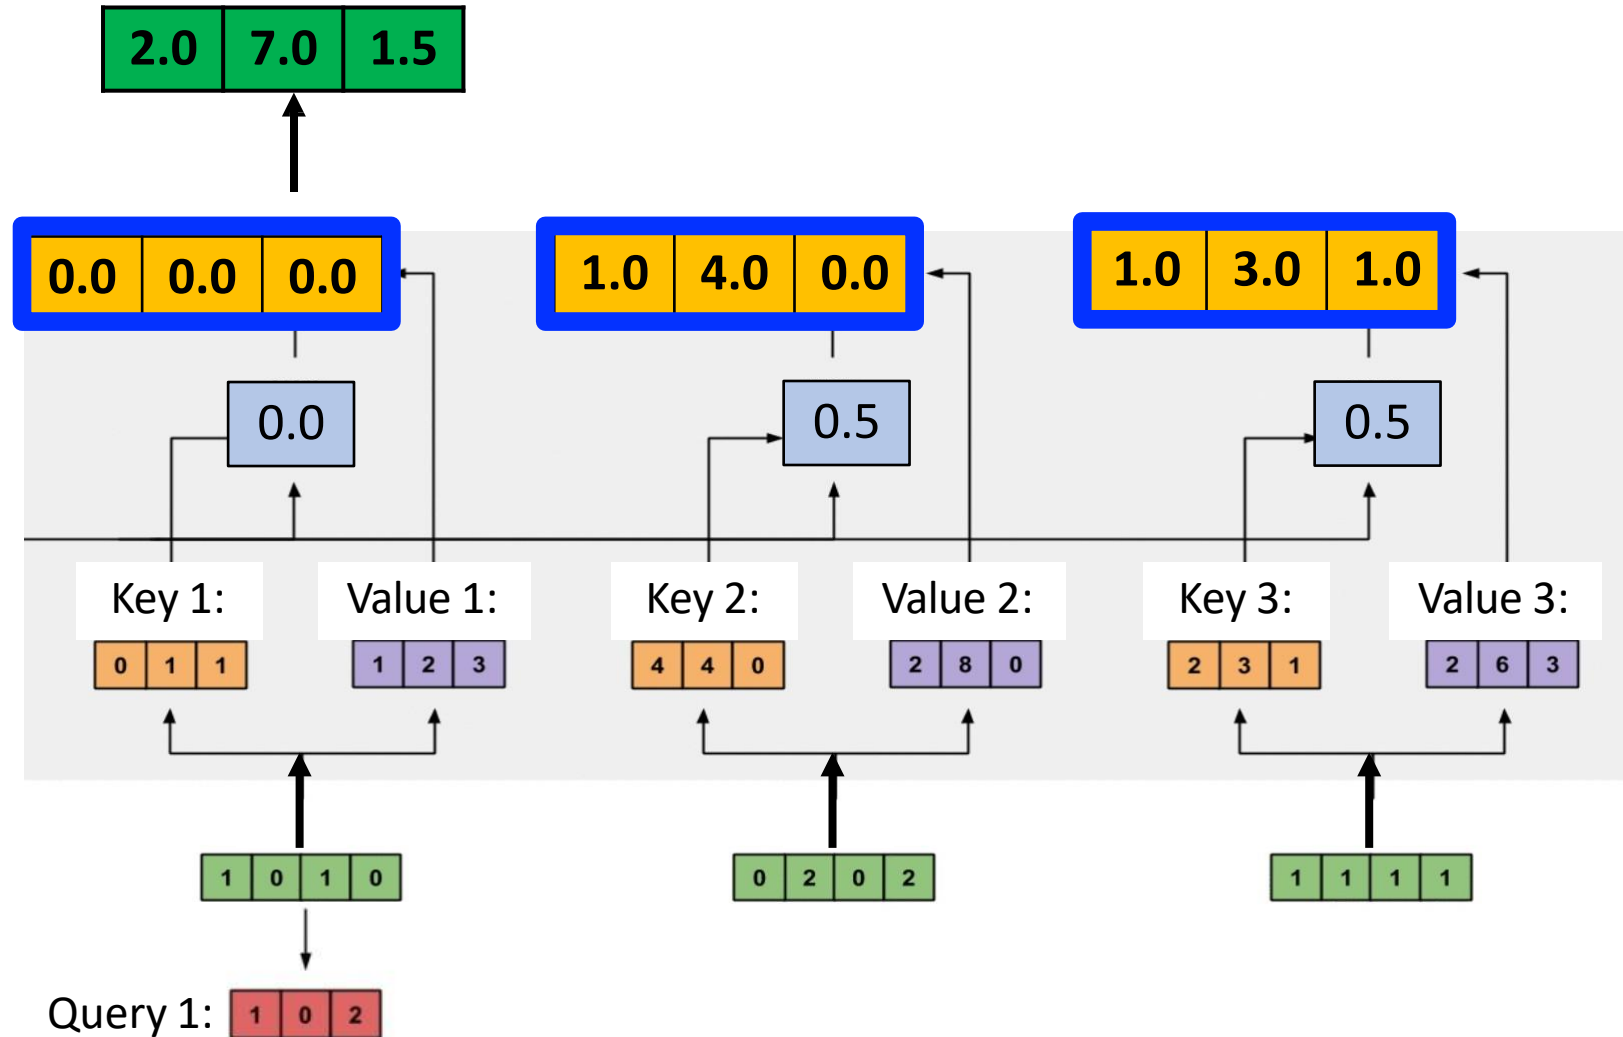 2.0 7.0 1.5
0.0 0.0 0.0 1.0 4.0 0.0 1.0 3.0 1.0
0.0 0.5 0.5
Key 1: Value 1: Key 2: Value 2: Key 3: Value 3:
0 1 1 1 2 3 4 4 0 2 8 0 2 3 1 2 6 3
1 0 1 0 0 2 0 2 1 1 1 1
Query 1: 1 0 2